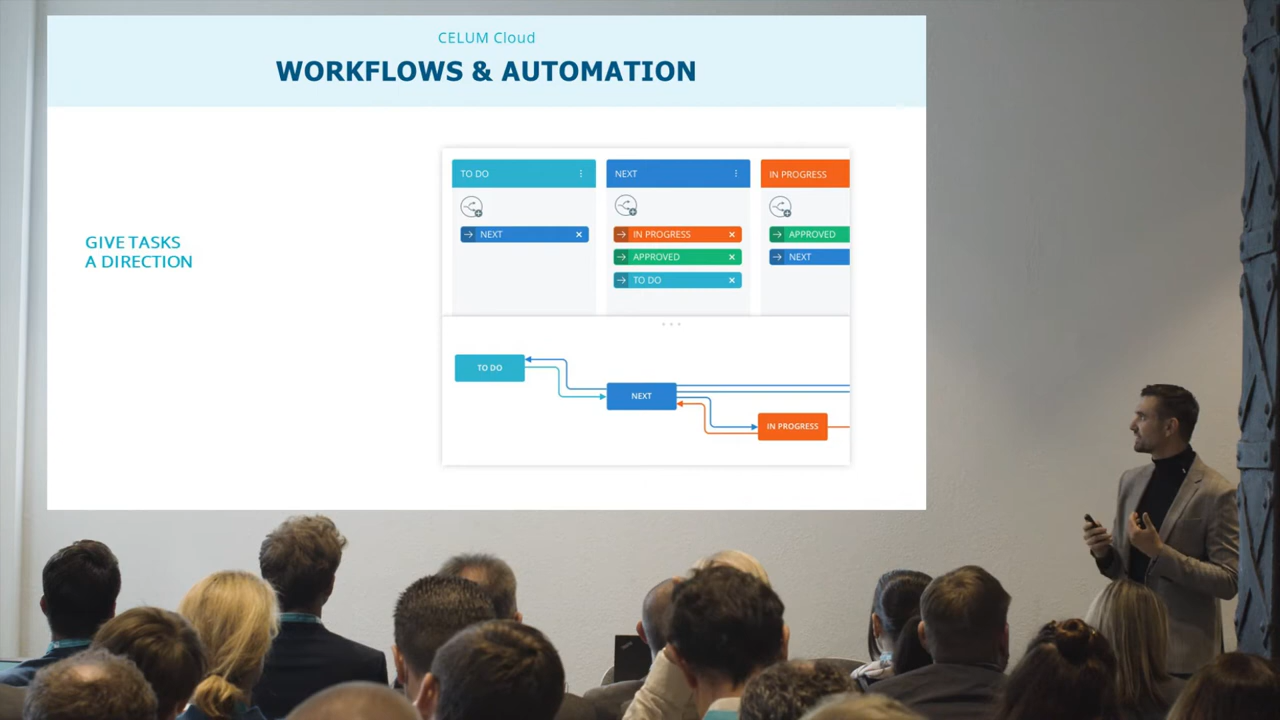 CELUM Cloud
WORKFLOWS & AUTOMATION
GIVE TASKS
A DIRECTION
TO DO
NEXT
IN PROGRESS
NEXT
IN PROGRESS
APPROVED
TO DO
APPROVED
NEXT
TO DO
NEXT
IN PROGRESS